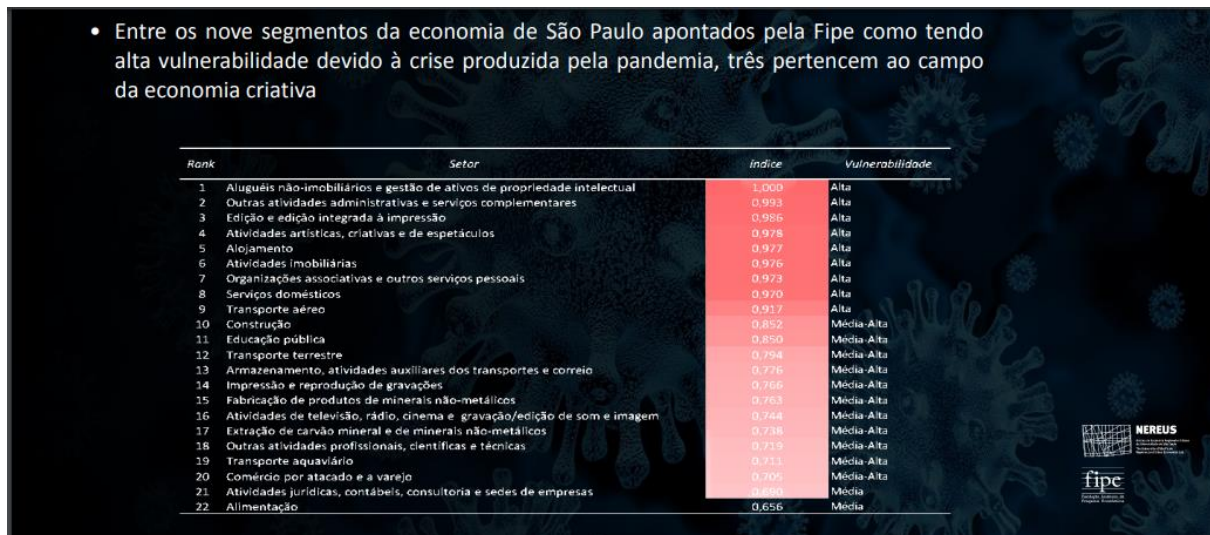 • Entre os nove segmentos da economia de São Paulo apontados pela Fipe como tendo
alta vulnerabilidade devido à crise produzida pela pandemia, três pertencem ao campo
da economia criativa
Rank Setor índice Vulnerabilidade
1 Aluguéis não-imobiliários e gestão de ativos de propriedade intelectual 1,000 Alta
2 Outras atividades administrativas e serviços complementares 0,993 Alta
3 Edição e edição integrada à impressão 0,986 Alta
4 Atividades artísticas, criativas e de espetáculos 0,978 Alta
5 Alojamento 0,977 Alta
6 Atividades imobiliárias 0,976 Alta
7 Organizações associativas e outros serviços pessoais 0,973 Alta
8 Serviços domésticos 0,970 Alta
9 Transporte aéreo 0,917 Alta
10 Construção 0,852 Média-Alta
11 Educação pública 0,850 Média-Alta
12 Transporte terrestre 0,794 Média-Alta
13 Armazenamento, atividades auxiliares dos transportes e correio 0,776 Média-Alta
14 Impressão e reprodução de gravações 0,766 Média-Alta
15 Fabricação de produtos de minerais não-metálicos 0,763 Média-Alta
16 Atividades de televisão, rádio, cinema e gravação/edição de som e imagem 0,744 Média-Alta
17 Extração de carvão mineral e de minerais não-metálicos 0,738 Média-Alta
18 Outras atividades profissionais, científicas e técnicas 0,719 Média-Alta
19 Transporte aquaviário 0,711 Média-Alta
20 Comércio por atacado e a varejo 0,705 Média-Alta
21 Atividades jurídicas, contábeis, consultoria e sedes de empresas 0,690 Média
22 Alimentação 0,656 Média
NEREUS
fipe